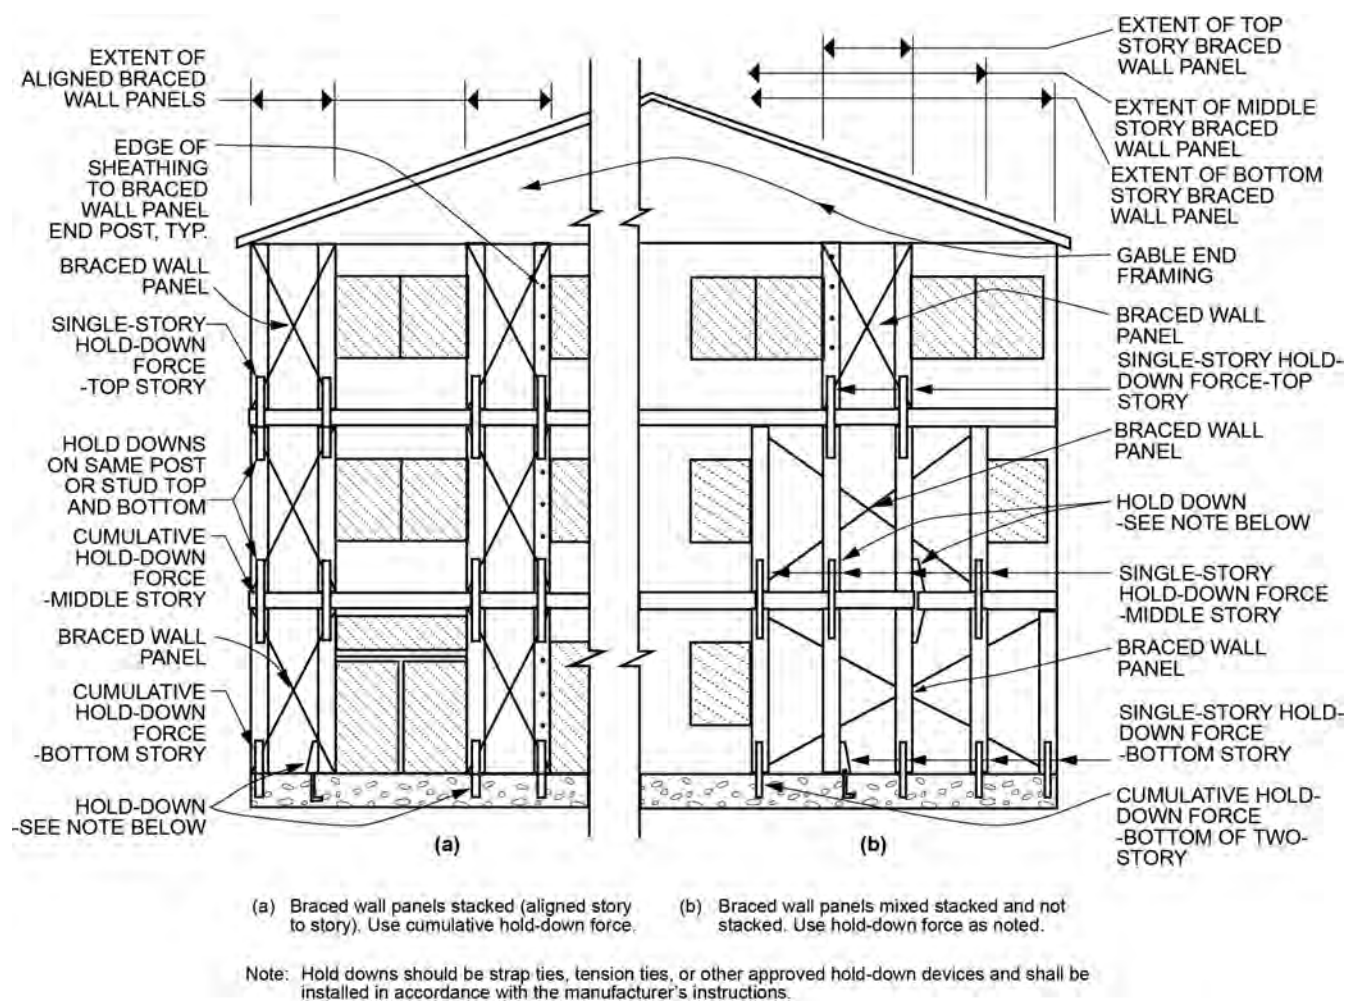 EXTENT OF
ALIGNED BRACED
WALL PANELS
EDGE OF
SHEATHING
TO BRACED
WALL PANEL
END POST, TYP.
BRACED WALL
PANEL
SINGLE-STORY
HOLD-DOWN
FORCE
-TOP STORY
HOLD DOWNS
ON SAME POST
OR STUD TOP
AND BOTTOM
CUMULATIVE
HOLD-DOWN
FORCE
-MIDDLE STORY
BRACED WALL
PANEL
CUMULATIVE
HOLD-DOWN
FORCE
-BOTTOM STORY
HOLD-DOWN
-SEE NOTE BELOW
EXTENT OF TOP
STORY BRACED
WALL PANEL
EXTENT OF MIDDLE
STORY BRACED
WALL PANEL
EXTENT OF BOTTOM
STORY BRACED
WALL PANEL
GABLE END
FRAMING
BRACED WALL
PANEL
SINGLE-STORY HOLD-
DOWN FORCE-TOP
STORY
BRACED WALL
PANEL
HOLD DOWN
-SEE NOTE BELOW
SINGLE-STORY
HOLD-DOWN FORCE
-MIDDLE STORY
BRACED WALL
PANEL
SINGLE-STORY HOLD-
DOWN FORCE
-BOTTOM STORY
CUMULATIVE HOLD-
DOWN FORCE
-BOTTOM OF TWO-
STORY
(a)
(b)
(a) Braced wall panels stacked (aligned story
to story). Use cumulative hold-down force.
(b) Braced wall panels mixed stacked and not
stacked. Use hold-down force as noted.
Note: Hold downs should be strap ties, tension ties, or other approved hold-down devices and shall be
installed in accordance with the manufacturer's instructions.